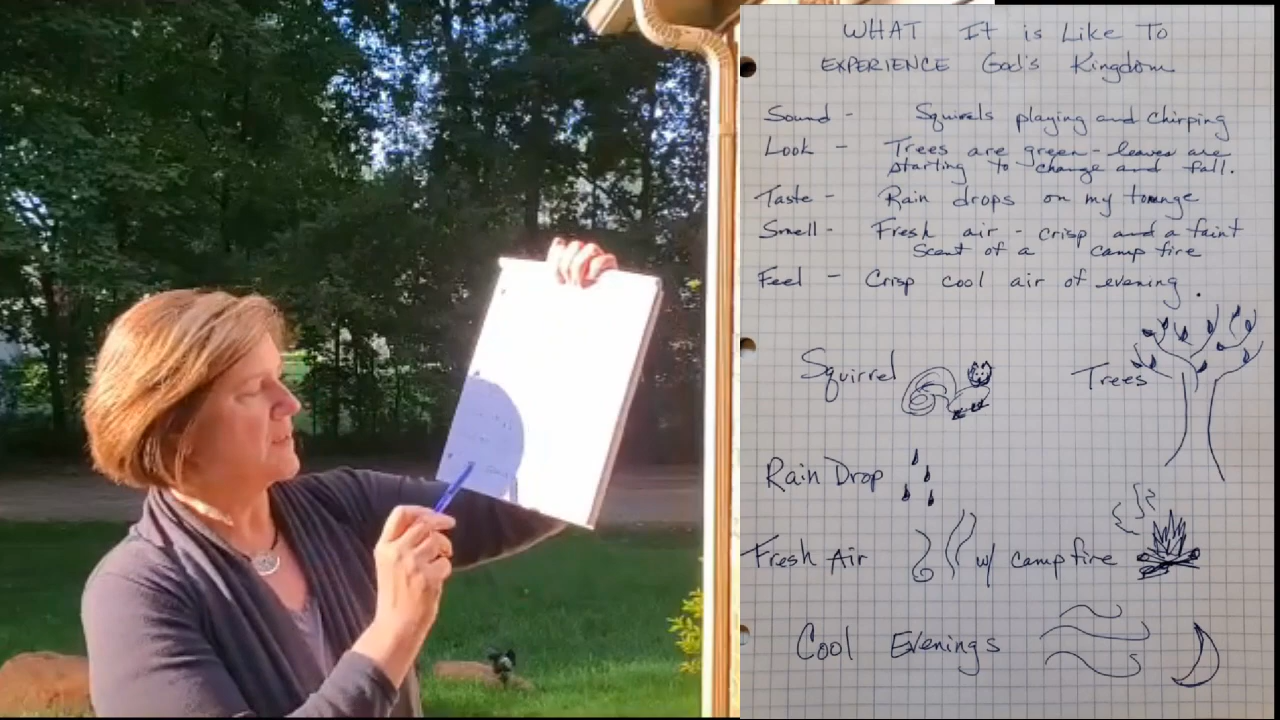 WHAT It is Like To
EXPERIENCE God's Kingdom
Sound - Squirels playing and chirping
Look - Trees are green - leaves are
starting to change and fall.
Taste - Rain drops on my tounge
Smell - Fresh air - crisp and a faint
scent of a camp fire
Feel - Crisp cool air of evening.
Squirrel Trees
Rain Drop
Fresh Air w/ campfire
Cool Evenings